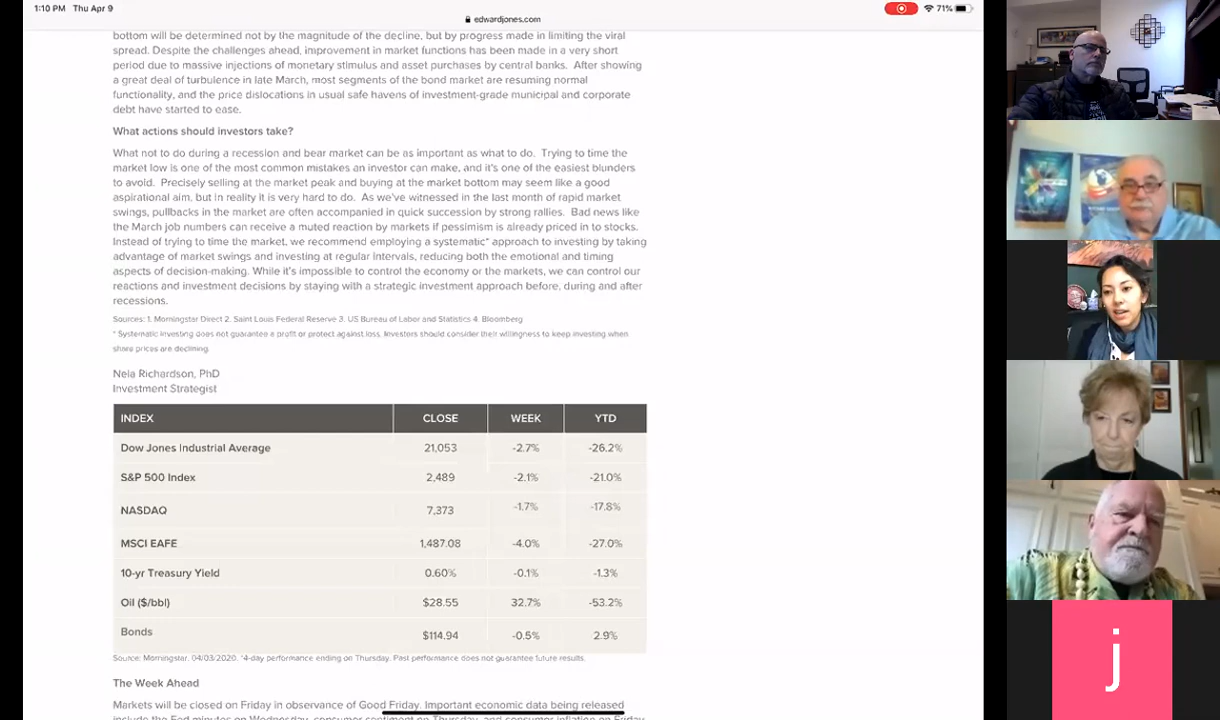 1:10 PM Thu Apr 9
71%
edwardjones.com
bottom will be determined not by the magnitude of the decline, but by progress made in limiting the viral
spread. Despite the challenges ahead, improvement in market functions has been made in a very short
period due to massive injections of monetary stimulus and asset purchases by central banks. After showing
a great deal of turbulence in late March, most segments of the bond market are resuming normal
functionality, and the price dislocations in usual safe havens of investment-grade municipal and corporate
debt have started to ease.
What actions should investors take?
What not to do during a recession and bear market can be as important as what to do. Trying to time the
market low is one of the most common mistakes an investor can make, and it's one of the easiest blunders
to avoid. Precisely selling at the market peak and buying at the market bottom may seem like a good
aspirational aim, but in reality it is very hard to do. As we've witnessed in the last month of rapid market
swings, pullbacks in the market are often accompanied in quick succession by strong rallies. Bad news like
the March job numbers can receive a muted reaction by markets if pessimism is already priced in to stocks.
Instead of trying to time the market, we recommend employing a systematic* approach to investing by taking
advantage of market swings and investing at regular intervals, reducing both the emotional and timing
aspects of decision-making. While it's impossible to control the economy or the markets, we can control our
reactions and investment decisions by staying with a strategic investment approach before, during and after
recessions.
Sources: 1. Morningstar Direct 2. Saint Louis Federal Reserve 3. US Bureau of Labor and Statistics 4. Bloomberg
* Systematic investing does not guarantee a profit or protect against loss. Investors should consider their willingness to keep investing when
share prices are declining.
Nela Richardson, PhD
Investment Strategist
INDEX CLOSE WEEK YTD
Dow Jones Industrial Average 21,053 -2.7% -26.2%
S&P 500 Index 2,489 -2.1% -21.0%
NASDAQ 7,373 -1.7% -17.8%
MSCI EAFE 1,487.08 -4.0% -27.0%
10-yr Treasury Yield 0.60% -0.1% -1.3%
Oil ($/bbl) $28.55 32.7% -53.2%
Bonds $114.94 -0.5% 2.9%
Source: Morningstar, 04/03/2020. *4-day performance ending on Thursday. Past performance does not guarantee future results.
The Week Ahead
Markets will be closed on Friday in observance of Good Friday. Important economic data being released
include the Fed minutes on Wednesday, consumer sentiment on Thursday, and consumer inflation on Friday
j